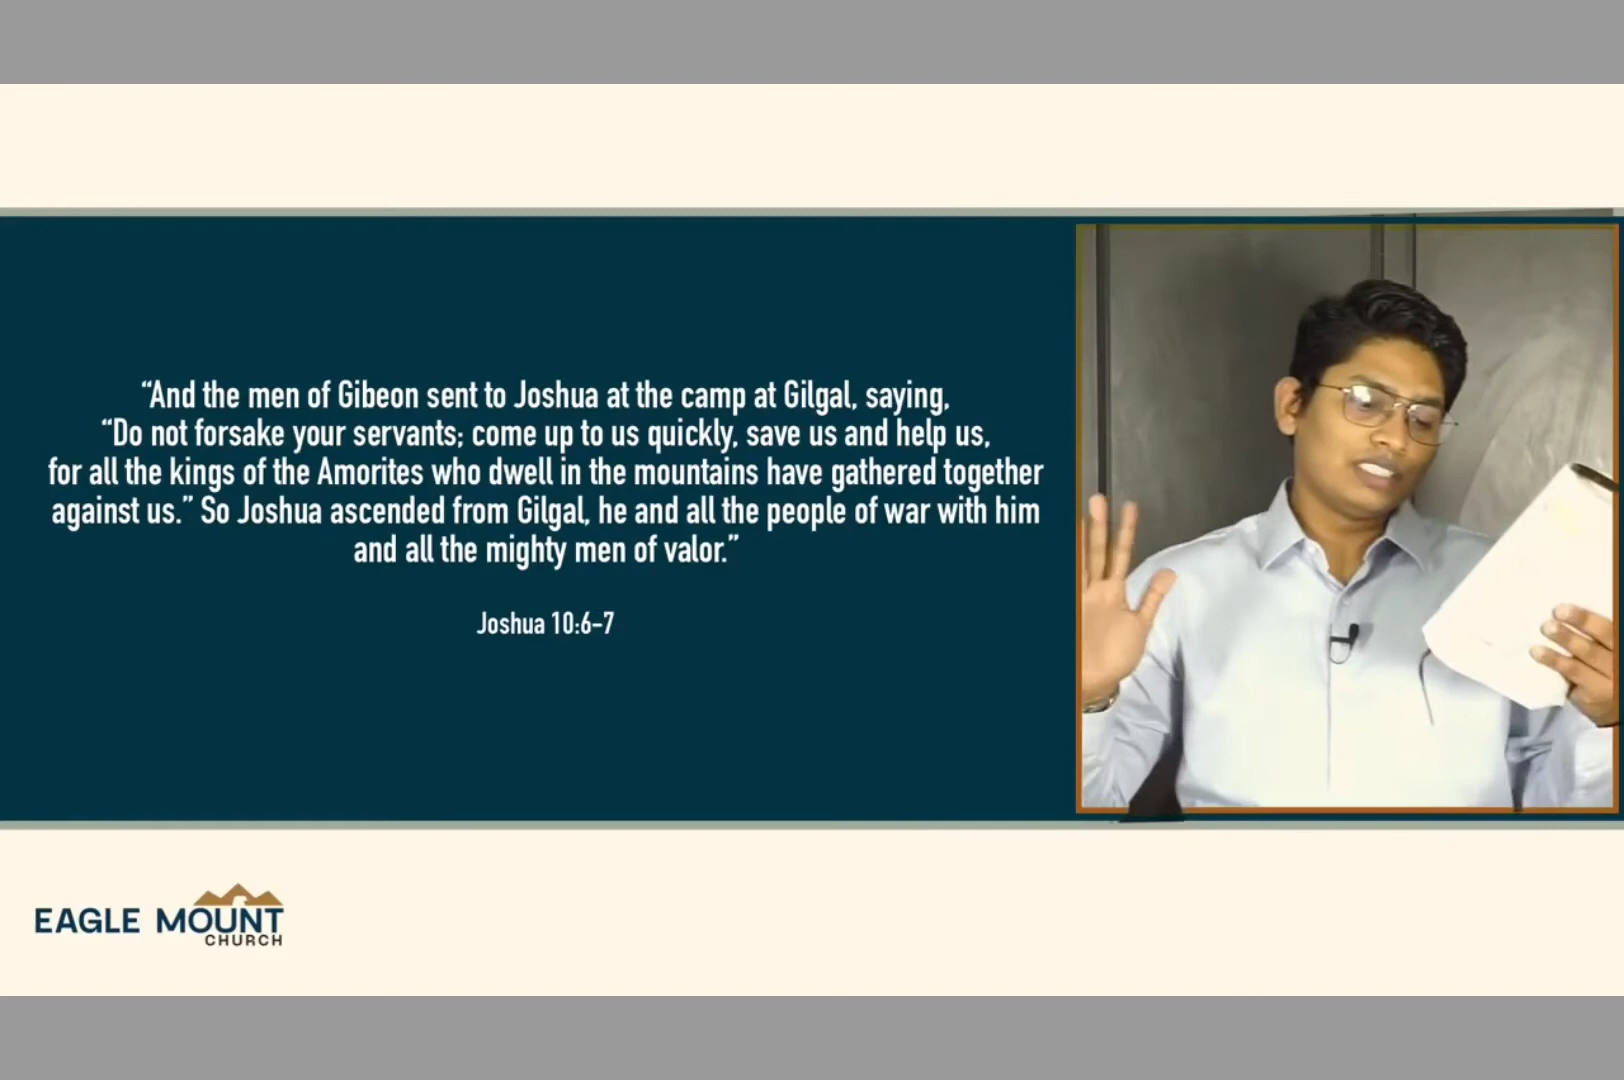 “And the men of Gibeon sent to Joshua at the camp at Gilgal, saying,
“Do not forsake your servants; come up to us quickly, save us and help us,
for all the kings of the Amorites who dwell in the mountains have gathered together
against us.” So Joshua ascended from Gilgal, he and all the people of war with him
and all the mighty men of valor.”
Joshua 10:6-7
EAGLE MOUNT
CHURCH